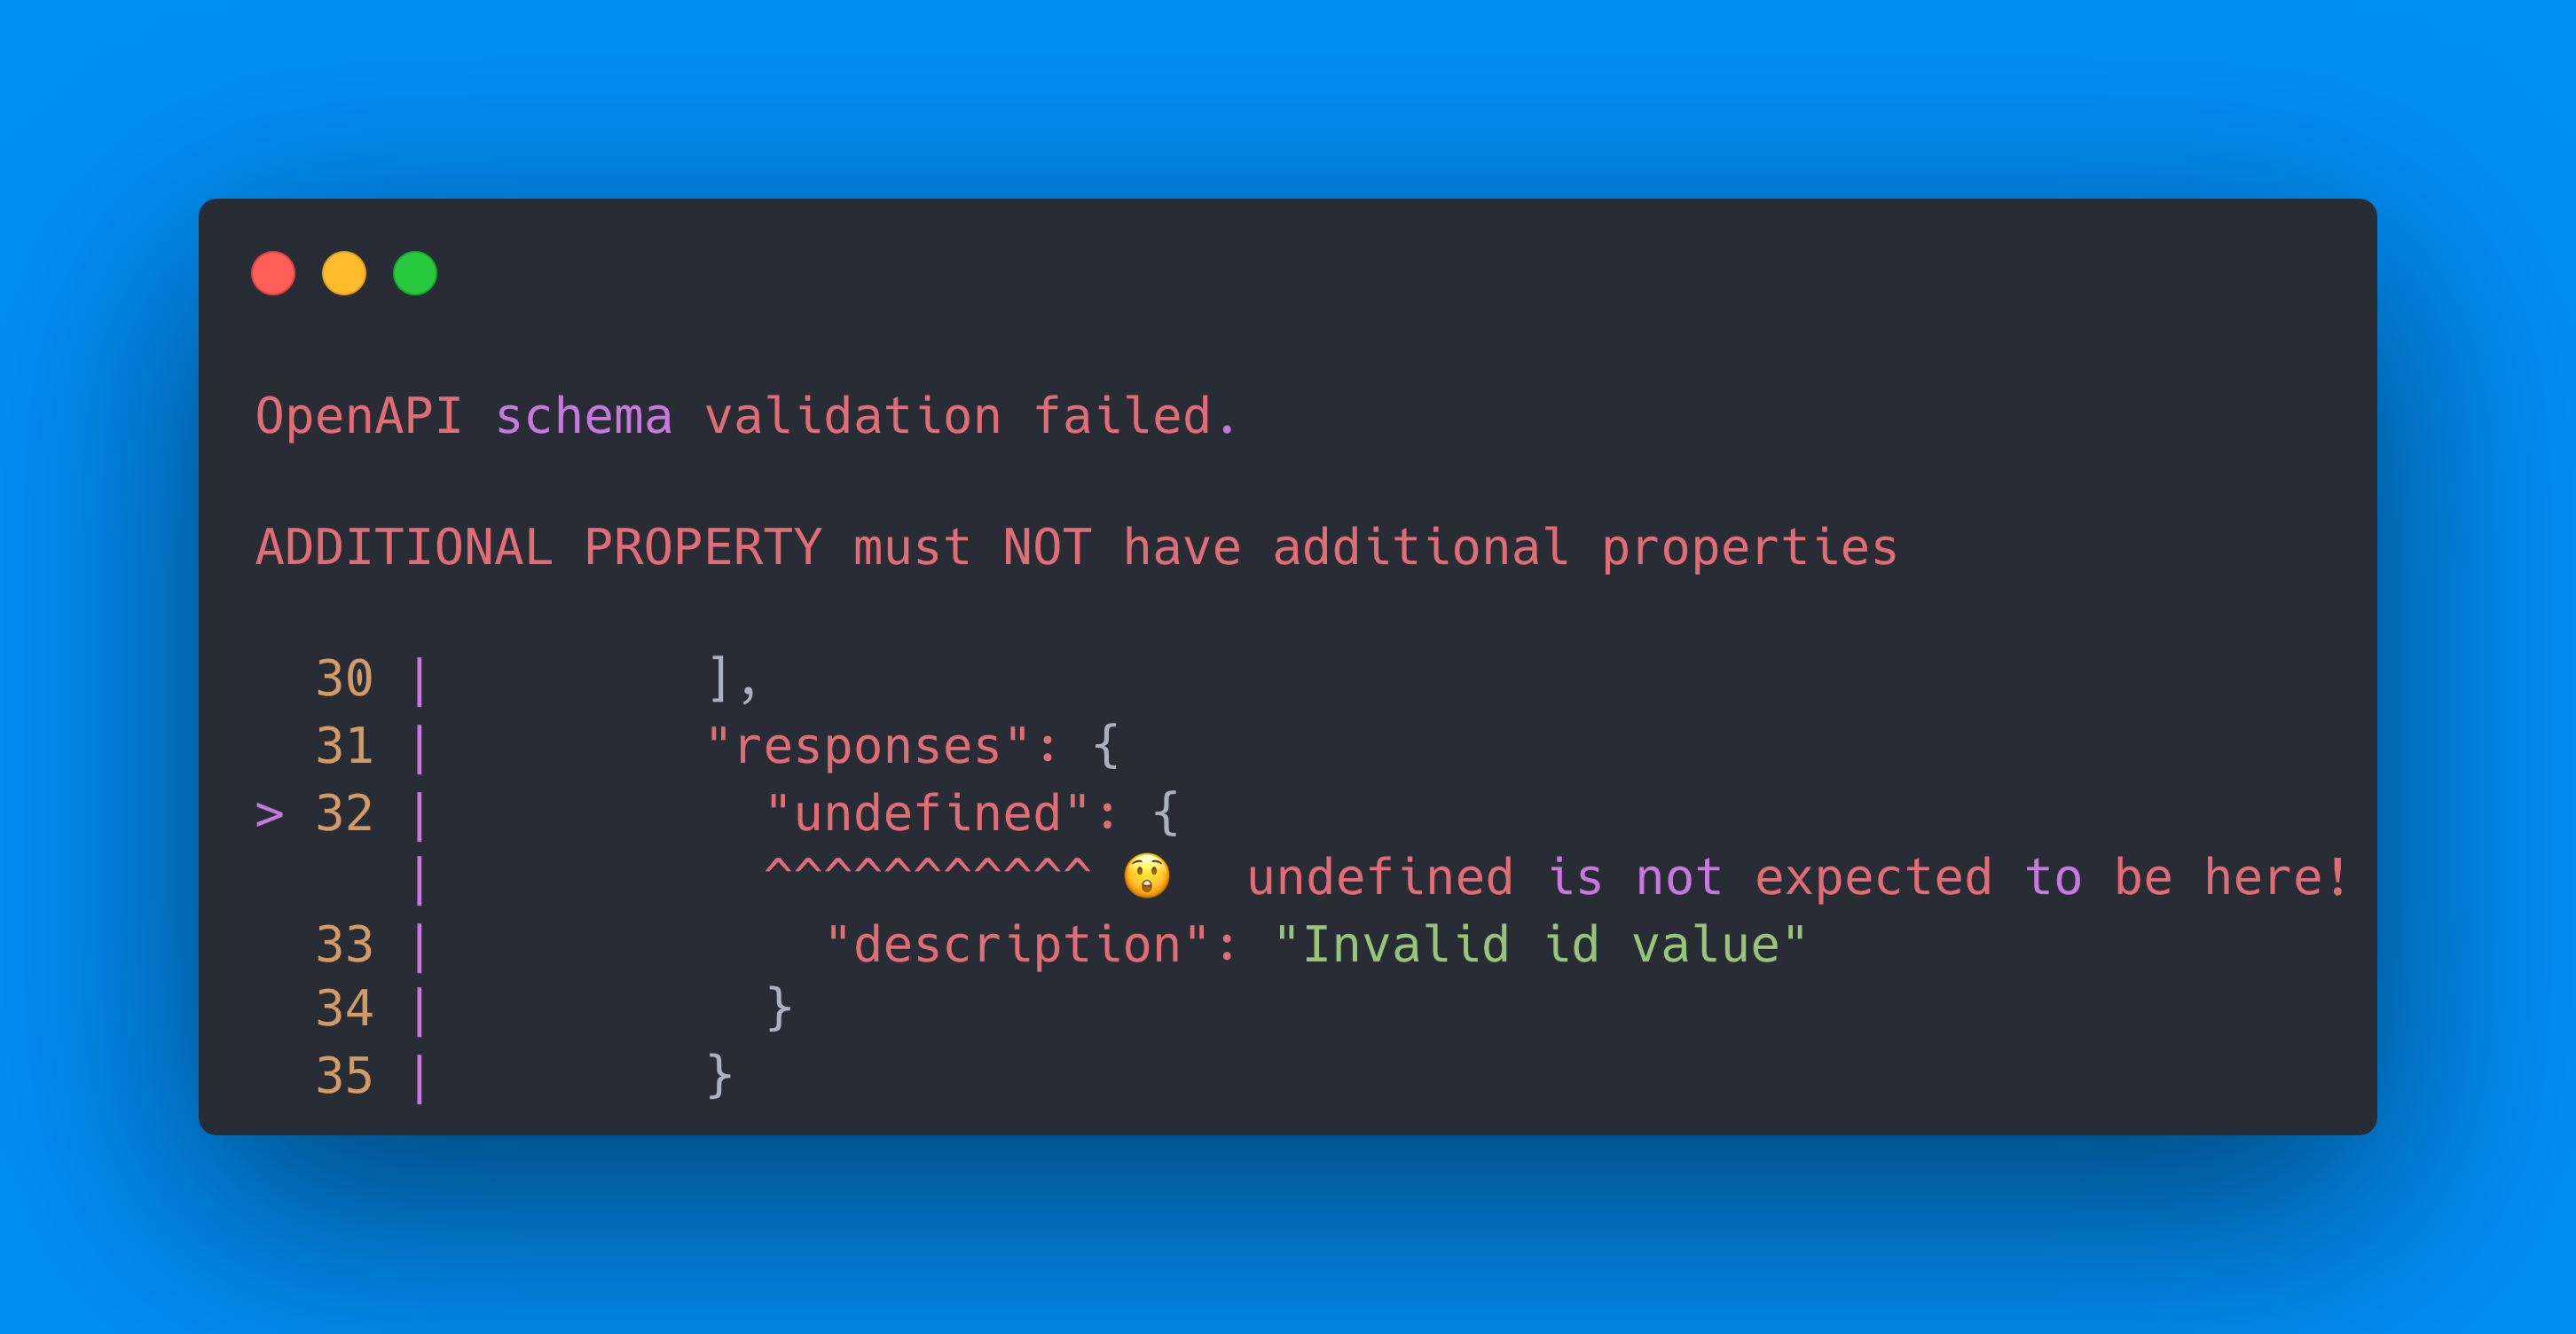 OpenAPI schema validation failed.
ADDITIONAL PROPERTY must NOT have additional properties
  30 |         ],
  31 |         "responses": {
> 32 |           "undefined": {
     |           ^^^^^^^^^^^ 😲  undefined is not expected to be here!
  33 |             "description": "Invalid id value"
  34 |           }
  35 |         }